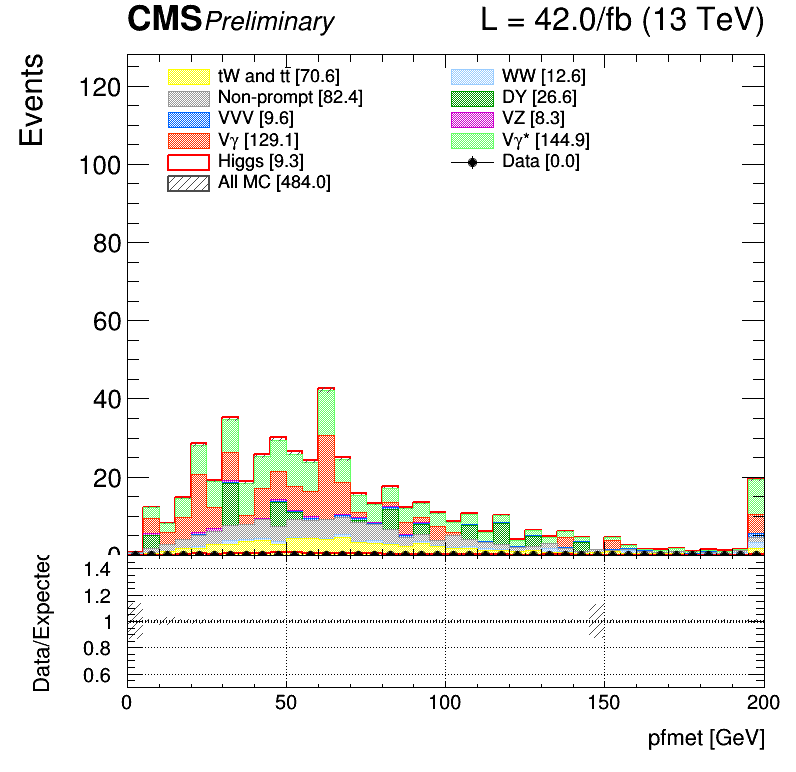 CMS Preliminary L = 42.0/fb (13 TeV)
Events
120
100
80
60
40
20
0
tW and tt̄ [70.6]
Non-prompt [82.4]
VVV [9.6]
Vγ [129.1]
Higgs [9.3]
All MC [484.0]
WW [12.6]
DY [26.6]
VZ [8.3]
Vγ* [144.9]
Data [0.0]
Data/Expected
1.4
1.2
1
0.8
0.6
0 50 100 150 200
pfmet [GeV]